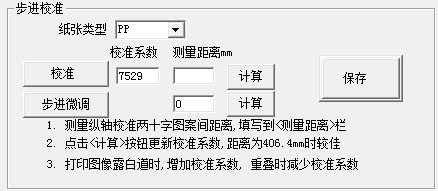 步进校准
纸张类型 PP
校准系数 测量距离mm
校准 7529 计算
保存
步进微调 0 计算
1. 测量纵轴校准两十字图案间距离,填写到<测量距离>栏
2. 点击<计算>按钮更新校准系数,距离为406.4mm时较佳
3. 打印图像露白道时,增加校准系数, 重叠时减少校准系数